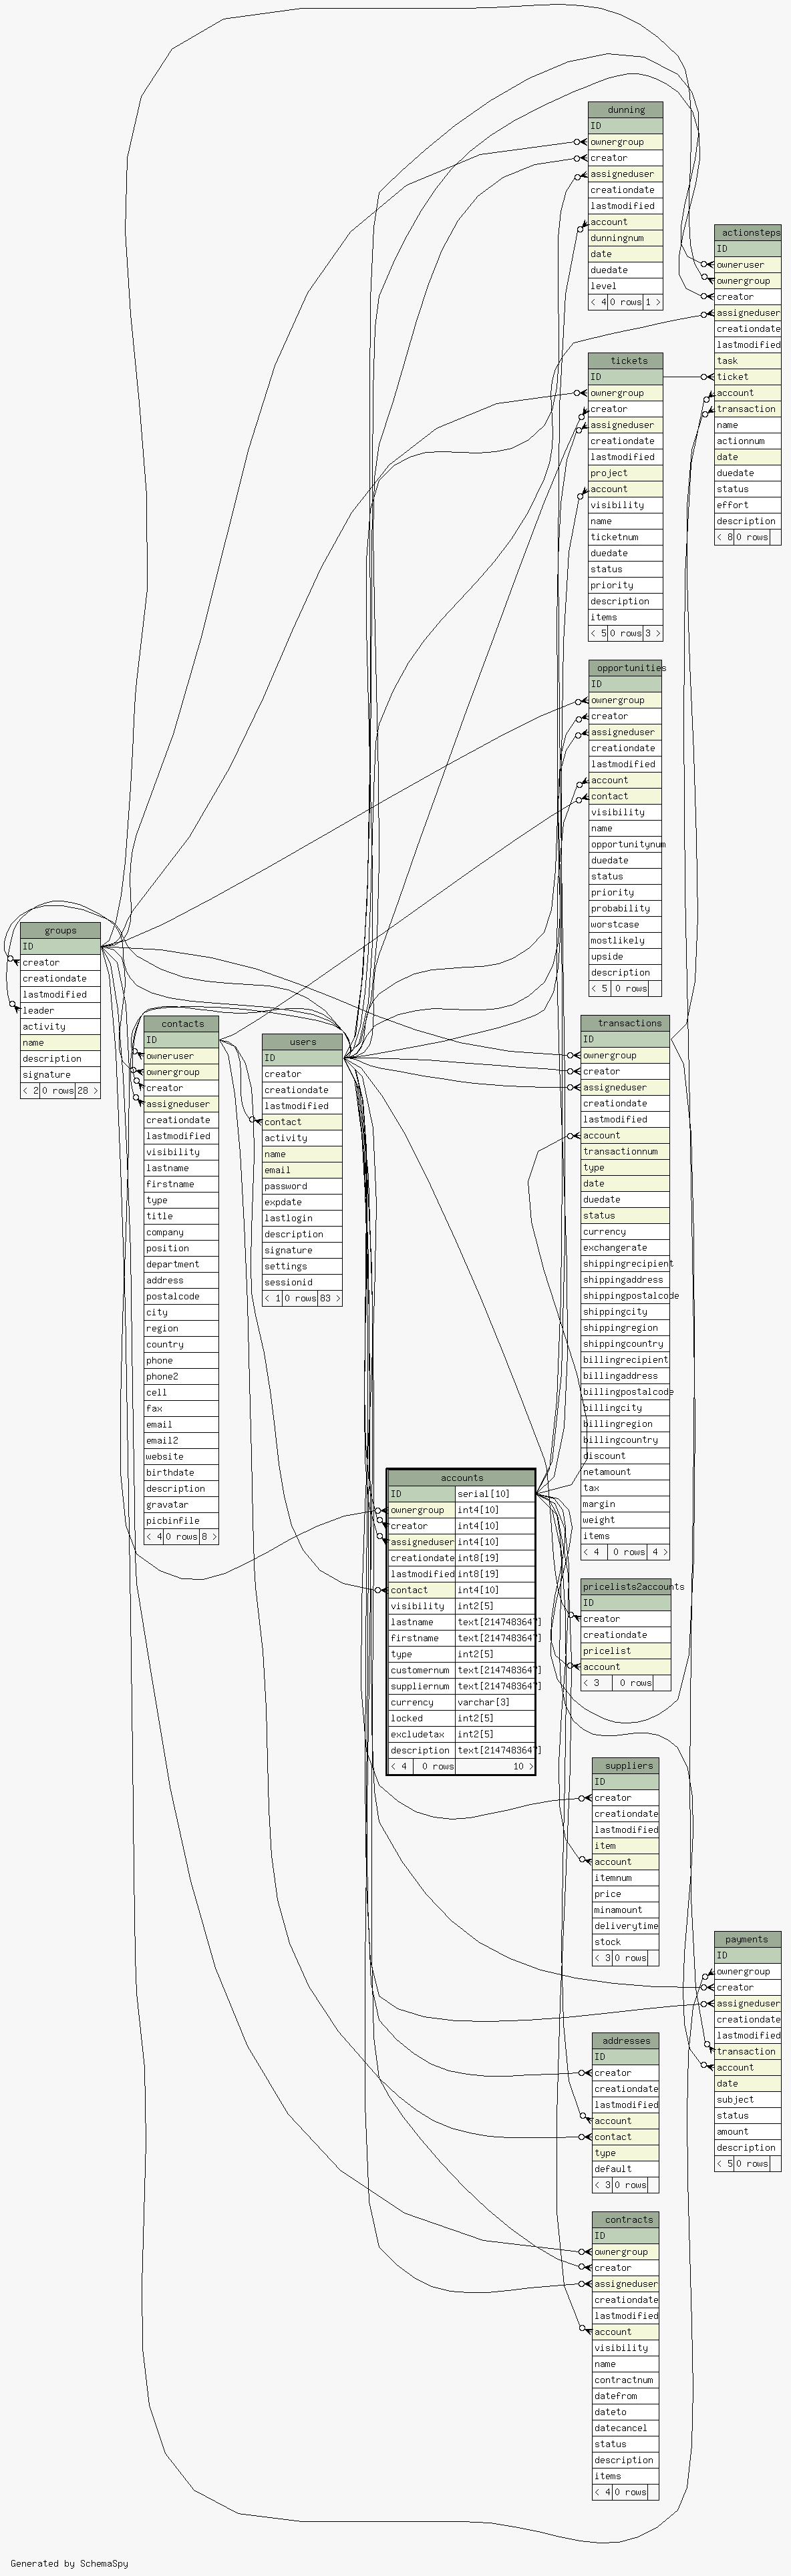 dunning
ID
ownergroup
creator
assigneduser
creationdate
lastmodified
account
dunningnum
date
duedate
level
< 4 0 rows 1 >
actionsteps
ID
owneruser
ownergroup
creator
assigneduser
creationdate
lastmodified
task
ticket
account
transaction
name
actionnum
date
duedate
status
effort
description
< 8 0 rows
tickets
ID
ownergroup
creator
assigneduser
creationdate
lastmodified
project
account
visibility
name
ticketnum
duedate
status
priority
description
items
< 5 0 rows 3 >
opportunities
ID
ownergroup
creator
assigneduser
creationdate
lastmodified
account
contact
visibility
name
opportunitynum
duedate
status
priority
probability
worstcase
mostlikely
upside
description
< 5 0 rows
groups
ID
creator
creationdate
lastmodified
leader
activity
name
description
signature
< 2 0 rows 28 >
contacts
ID
owneruser
ownergroup
creator
assigneduser
creationdate
lastmodified
visibility
lastname
firstname
type
title
company
position
department
address
postalcode
city
region
country
phone
phone2
cell
fax
email
email2
website
birthdate
description
gravatar
picbinfile
< 4 0 rows 8 >
users
ID
creator
creationdate
lastmodified
contact
activity
name
email
password
expdate
lastlogin
description
signature
settings
sessionid
< 1 0 rows 83 >
transactions
ID
ownergroup
creator
assigneduser
creationdate
lastmodified
account
transactionnum
type
date
duedate
status
currency
exchangerate
shippingrecipient
shippingaddress
shippingpostalcode
shippingcity
shippingregion
shippingcountry
billingrecipient
billingaddress
billingpostalcode
billingcity
billingregion
billingcountry
discount
netamount
tax
margin
weight
items
< 4 0 rows 4 >
accounts
ID serial[10]
ownergroup int4[10]
creator int4[10]
assigneduser int4[10]
creationdate int8[19]
lastmodified int8[19]
contact int4[10]
visibility int2[5]
lastname text[2147483647]
firstname text[2147483647]
type int2[5]
customernum text[2147483647]
suppliernum text[2147483647]
currency varchar[3]
locked int2[5]
excludetax int2[5]
description text[2147483647]
< 4 0 rows 10 >
pricelists2accounts
ID
creator
creationdate
pricelist
account
< 3 0 rows
suppliers
ID
creator
creationdate
lastmodified
item
account
itemnum
price
minamount
deliverytime
stock
< 3 0 rows
payments
ID
ownergroup
creator
assigneduser
creationdate
lastmodified
transaction
account
date
subject
status
amount
description
< 5 0 rows
addresses
ID
creator
creationdate
lastmodified
account
contact
type
default
< 3 0 rows
contracts
ID
ownergroup
creator
assigneduser
creationdate
lastmodified
account
visibility
name
contractnum
datefrom
dateto
datecancel
status
description
items
< 4 0 rows
Generated by SchemaSpy